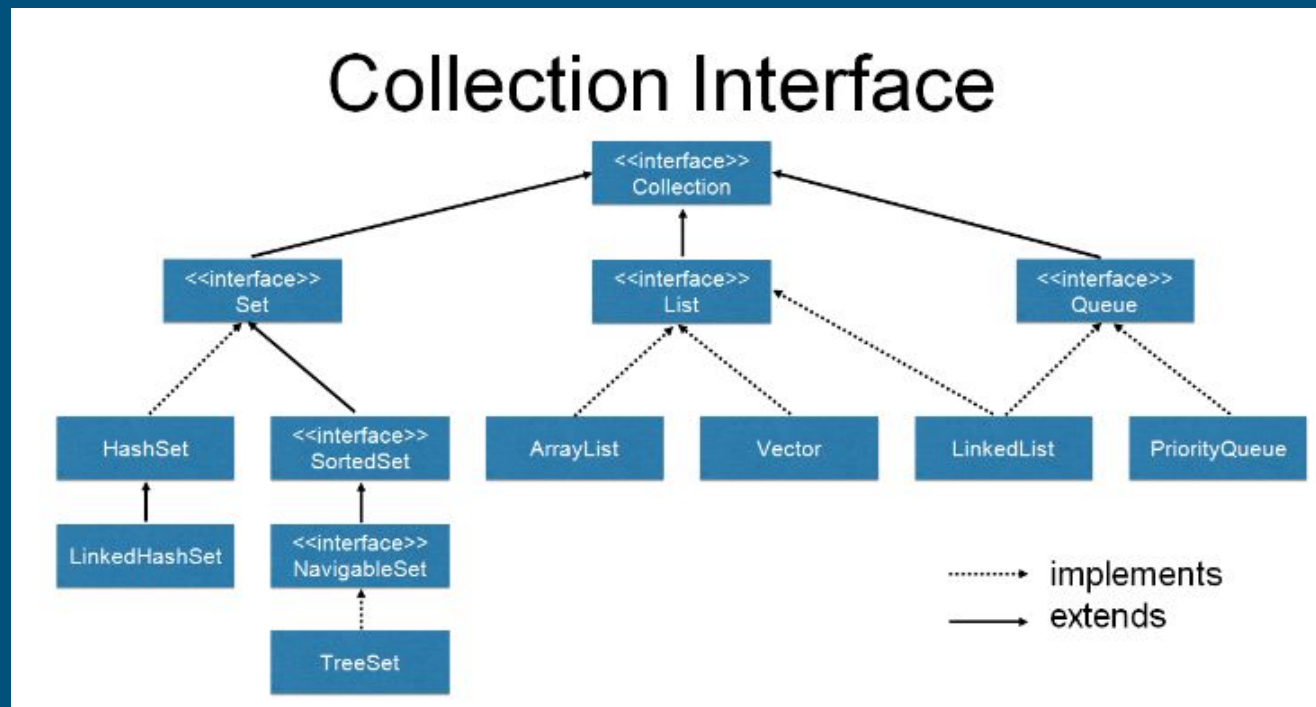 Collection Interface
<<interface>>
Collection
<<interface>>
Set
<<interface>>
List
<<interface>>
Queue
HashSet
<<interface>>
SortedSet
ArrayList
Vector
LinkedList
PriorityQueue
LinkedHashSet
<<interface>>
NavigableSet
TreeSet
implements
extends